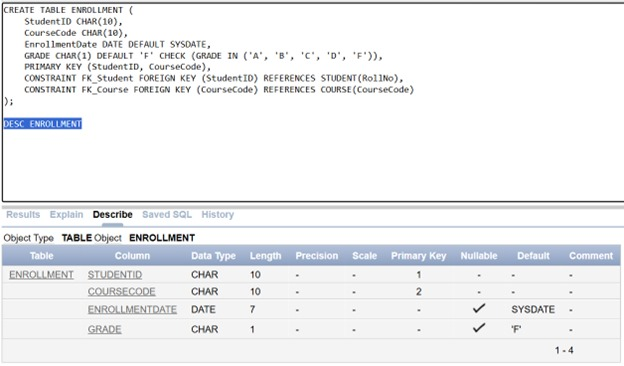 CREATE TABLE ENROLLMENT (
    StudentID CHAR(10),
    CourseCode CHAR(10),
    EnrollmentDate DATE DEFAULT SYSDATE,
    GRADE CHAR(1) DEFAULT 'F' CHECK (GRADE IN ('A', 'B', 'C', 'D', 'F')),
    PRIMARY KEY (StudentID, CourseCode),
    CONSTRAINT FK_Student FOREIGN KEY (StudentID) REFERENCES STUDENT(RollNo),
    CONSTRAINT FK_Course FOREIGN KEY (CourseCode) REFERENCES COURSE(CourseCode)
);
DESC ENROLLMENT
Results Explain Describe Saved SQL History
Object Type TABLE Object ENROLLMENT
Table Column Data Type Length Precision Scale Primary Key Nullable Default Comment
ENROLLMENT STUDENTID CHAR 10 - - 1 - - -
COURSECODE CHAR 10 - - 2 - - -
ENROLLMENTDATE DATE 7 - - - ✓ SYSDATE -
GRADE CHAR 1 - - - ✓ 'F' -
1 - 4